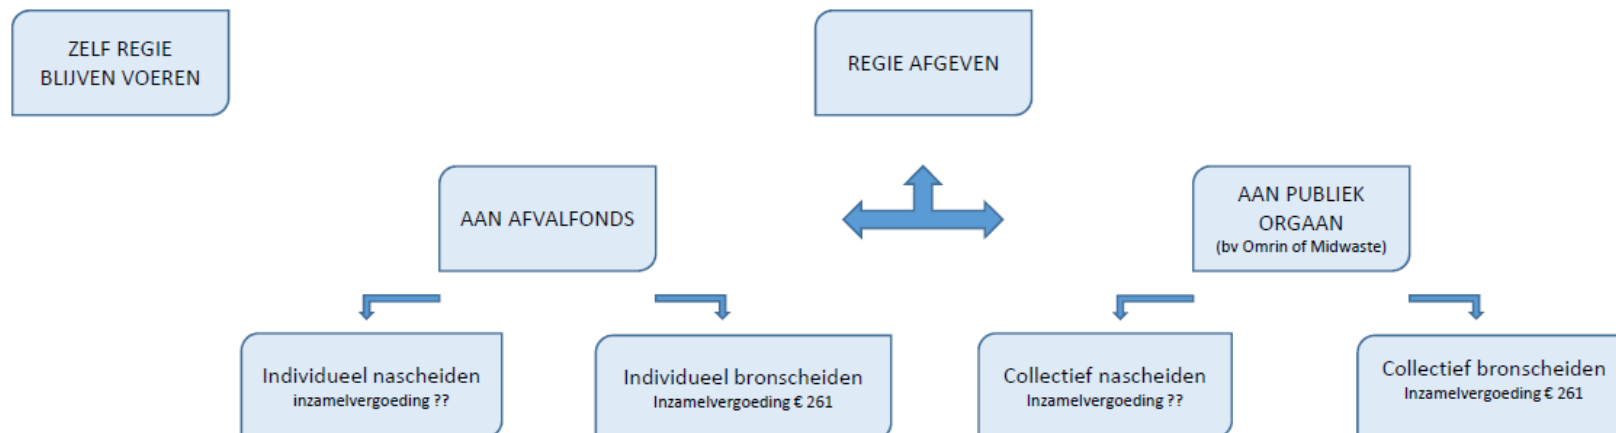 ZELF REGIE
BLIJVEN VOEREN
REGIE AFGEVEN
AAN AFVALFONDS
AAN PUBLIEK
ORGAAN
(bv Omrin of Midwaste)
Individueel nascheiden
inzamelvergoeding ??
Individueel bronscheiden
Inzamelvergoeding € 261
Collectief nascheiden
Inzamelvergoeding ??
Collectief bronscheiden
Inzamelvergoeding € 261